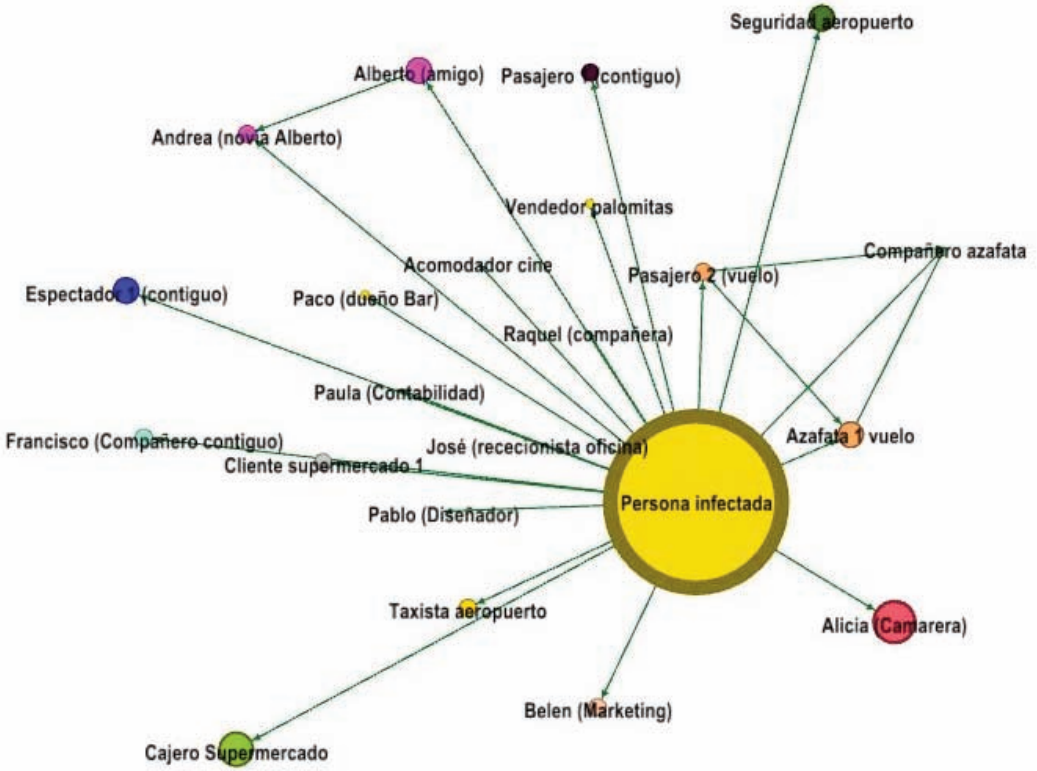 Seguridad aeropuerto
Alberto (amigo)
Pasajero 1 (contiguo)
Andrea (novia Alberto)
Vendedor palomitas
Compañero azafata
Acomodador cine
Pasajero 2 (vuelo)
Espectador 1 (contiguo)
Paco (dueño Bar)
Raquel (compañera)
Paula (Contabilidad)
Azafata 1 vuelo
Francisco (Compañero contiguo)
José (rececionista oficina)
Cliente supermercado 1
Persona infectada
Pablo (Diseñador)
Taxista aeropuerto
Alicia (Camarera)
Belen (Marketing)
Cajero Supermercado